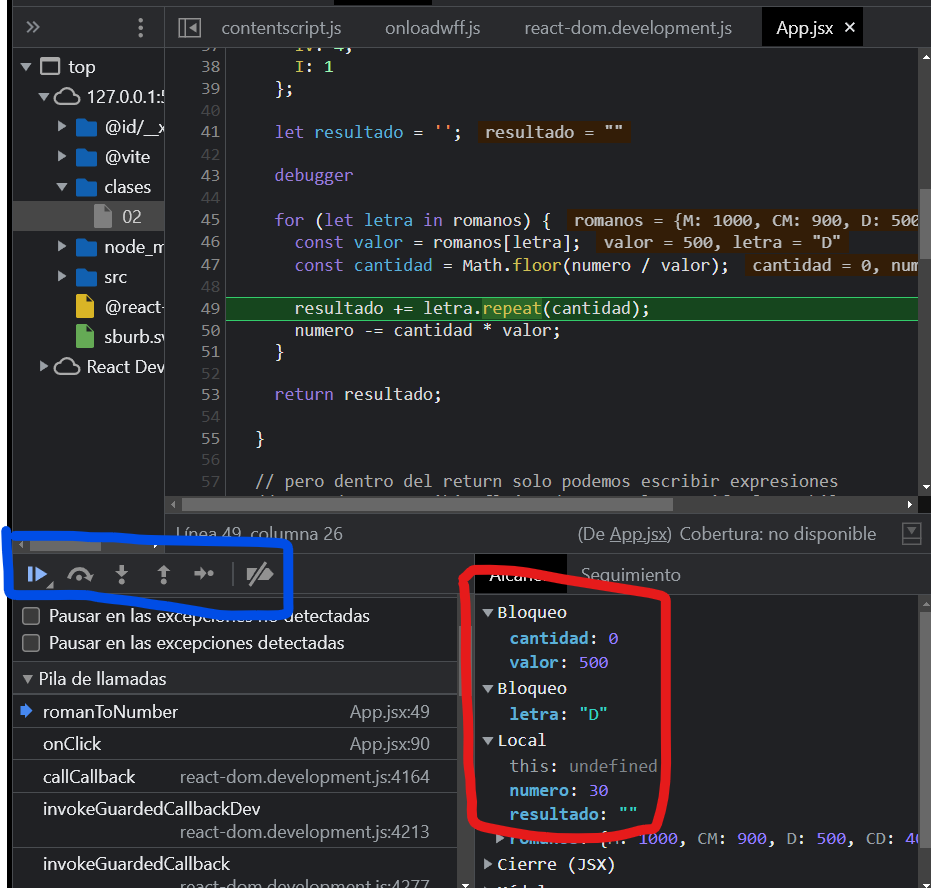 contentscript.js onloadwff.js react-dom.development.js App.jsx ×
top
127.0.0.1:5
@id/__x
@vite
clases
02
node_m
src
@react-
sburb.sv
React Dev
37 IV: 4,
38 I: 1
39 };
40
41 let resultado = ''; resultado = ""
42
43 debugger
44
45 for (let letra in romanos) { romanos = {M: 1000, CM: 900, D: 500
46 const valor = romanos[letra]; valor = 500, letra = "D"
47 const cantidad = Math.floor(numero / valor); cantidad = 0, num
48
49 resultado += letra.repeat(cantidad);
50 numero -= cantidad * valor;
51 }
52
53 return resultado;
54
55 }
56
57 // pero dentro del return solo podemos escribir expresiones
Línea 49, columna 26 (De App.jsx) Cobertura: no disponible
Pausar en las excepciones no detectadas
Pausar en las excepciones detectadas
Pila de llamadas
romanToNumber App.jsx:49
onClick App.jsx:90
callCallback react-dom.development.js:4164
invokeGuardedCallbackDev
react-dom.development.js:4213
invokeGuardedCallback
react-dom.development.js:4277
Alcance Seguimiento
Bloqueo
cantidad: 0
valor: 500
Bloqueo
letra: "D"
Local
this: undefined
numero: 30
resultado: ""
romanos: {M: 1000, CM: 900, D: 500, CD: 40
Cierre (JSX)